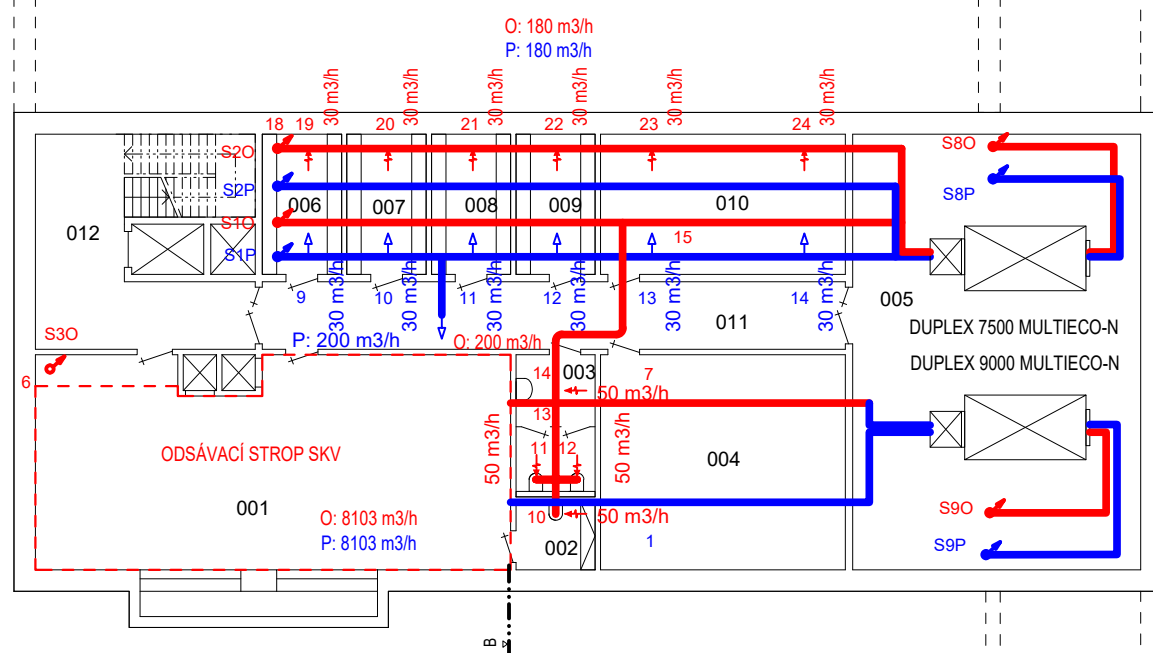 O: 180 m3/h
P: 180 m3/h
30 m3/h
30 m3/h
30 m3/h
30 m3/h
30 m3/h
30 m3/h
18
19
20
21
22
23
24
S2O
S2P
S1O
S1P
S8O
S8P
006
007
008
009
010
15
012
9
10
11
12
13
14
30 m3/h
30 m3/h
30 m3/h
30 m3/h
30 m3/h
30 m3/h
005
011
P: 200 m3/h
O: 200 m3/h
DUPLEX 7500 MULTIECO-N
DUPLEX 9000 MULTIECO-N
S3O
6
14
003
7
50 m3/h
13
50 m3/h
11
12
50 m3/h
004
ODSÁVACÍ STROP SKV
001
O: 8103 m3/h
P: 8103 m3/h
10
50 m3/h
002
1
S9O
S9P
B